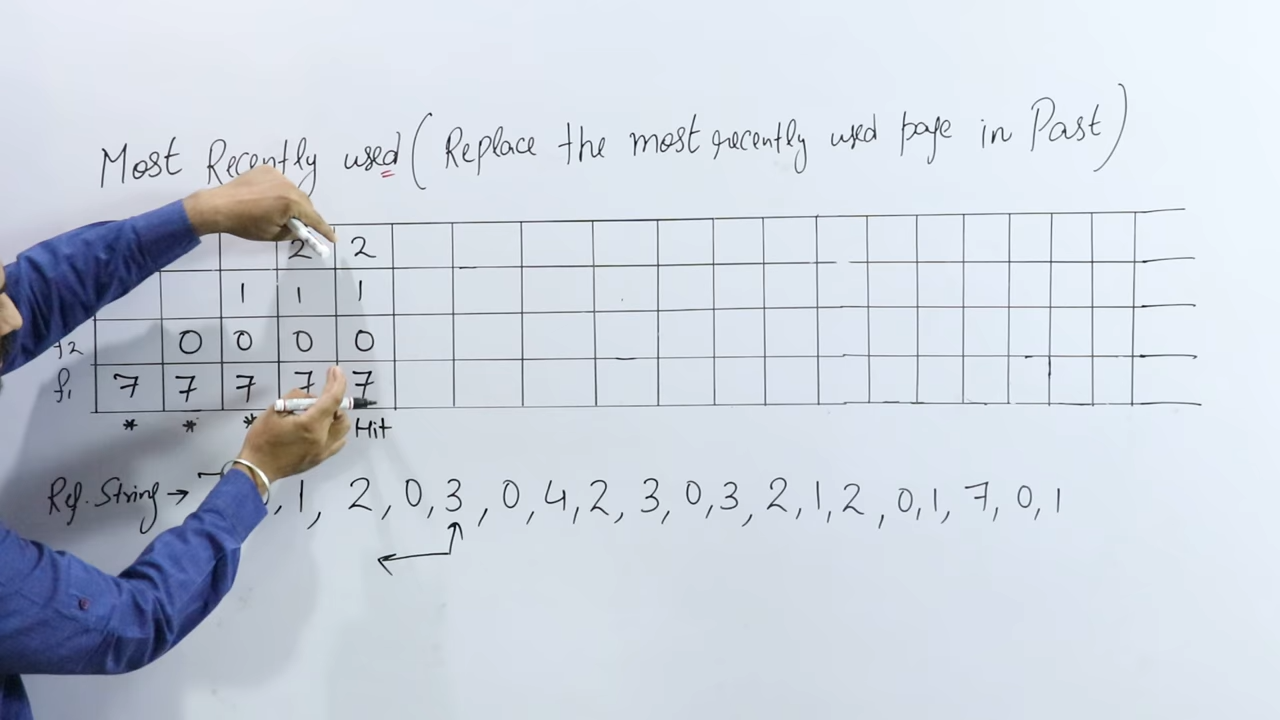 Most Recently used (Replace the most recently used page in Past)
2 2
1 1 1
f2 0 0 0 0
f1 7 7 7 7 7
* * * Hit
Ref. String → , 1, 2, 0, 3, 0, 4, 2, 3, 0, 3, 2, 1, 2, 0, 1, 7, 0, 1